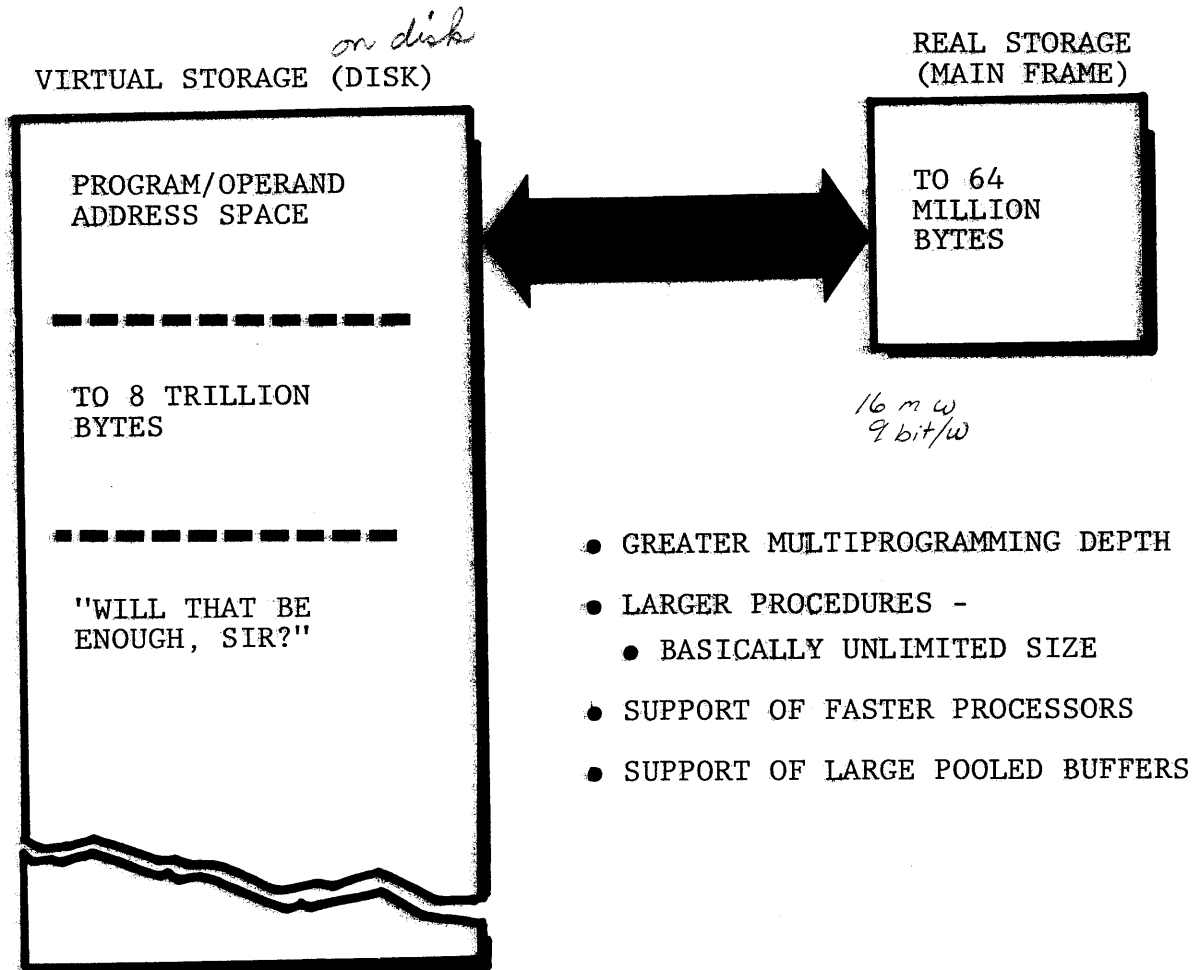 on disk
VIRTUAL STORAGE (DISK)
PROGRAM/OPERAND
ADDRESS SPACE
TO 8 TRILLION
BYTES
"WILL THAT BE
ENOUGH, SIR?"
REAL STORAGE
(MAIN FRAME)
TO 64
MILLION
BYTES
16 m w
9 bit/w
• GREATER MULTIPROGRAMMING DEPTH
• LARGER PROCEDURES -
• BASICALLY UNLIMITED SIZE
• SUPPORT OF FASTER PROCESSORS
• SUPPORT OF LARGE POOLED BUFFERS